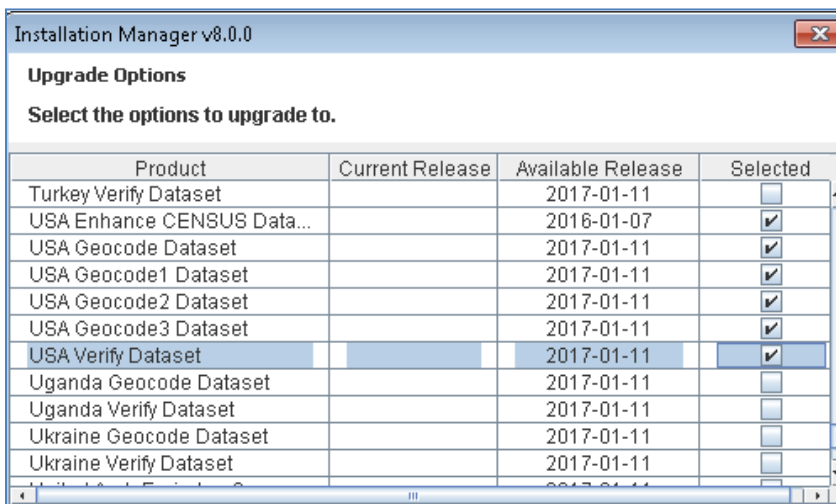 Installation Manager v8.0.0
Upgrade Options
Select the options to upgrade to.
Product Current Release Available Release Selected
Turkey Verify Dataset 2017-01-11
USA Enhance CENSUS Data... 2016-01-07
USA Geocode Dataset 2017-01-11
USA Geocode1 Dataset 2017-01-11
USA Geocode2 Dataset 2017-01-11
USA Geocode3 Dataset 2017-01-11
USA Verify Dataset 2017-01-11
Uganda Geocode Dataset 2017-01-11
Uganda Verify Dataset 2017-01-11
Ukraine Geocode Dataset 2017-01-11
Ukraine Verify Dataset 2017-01-11